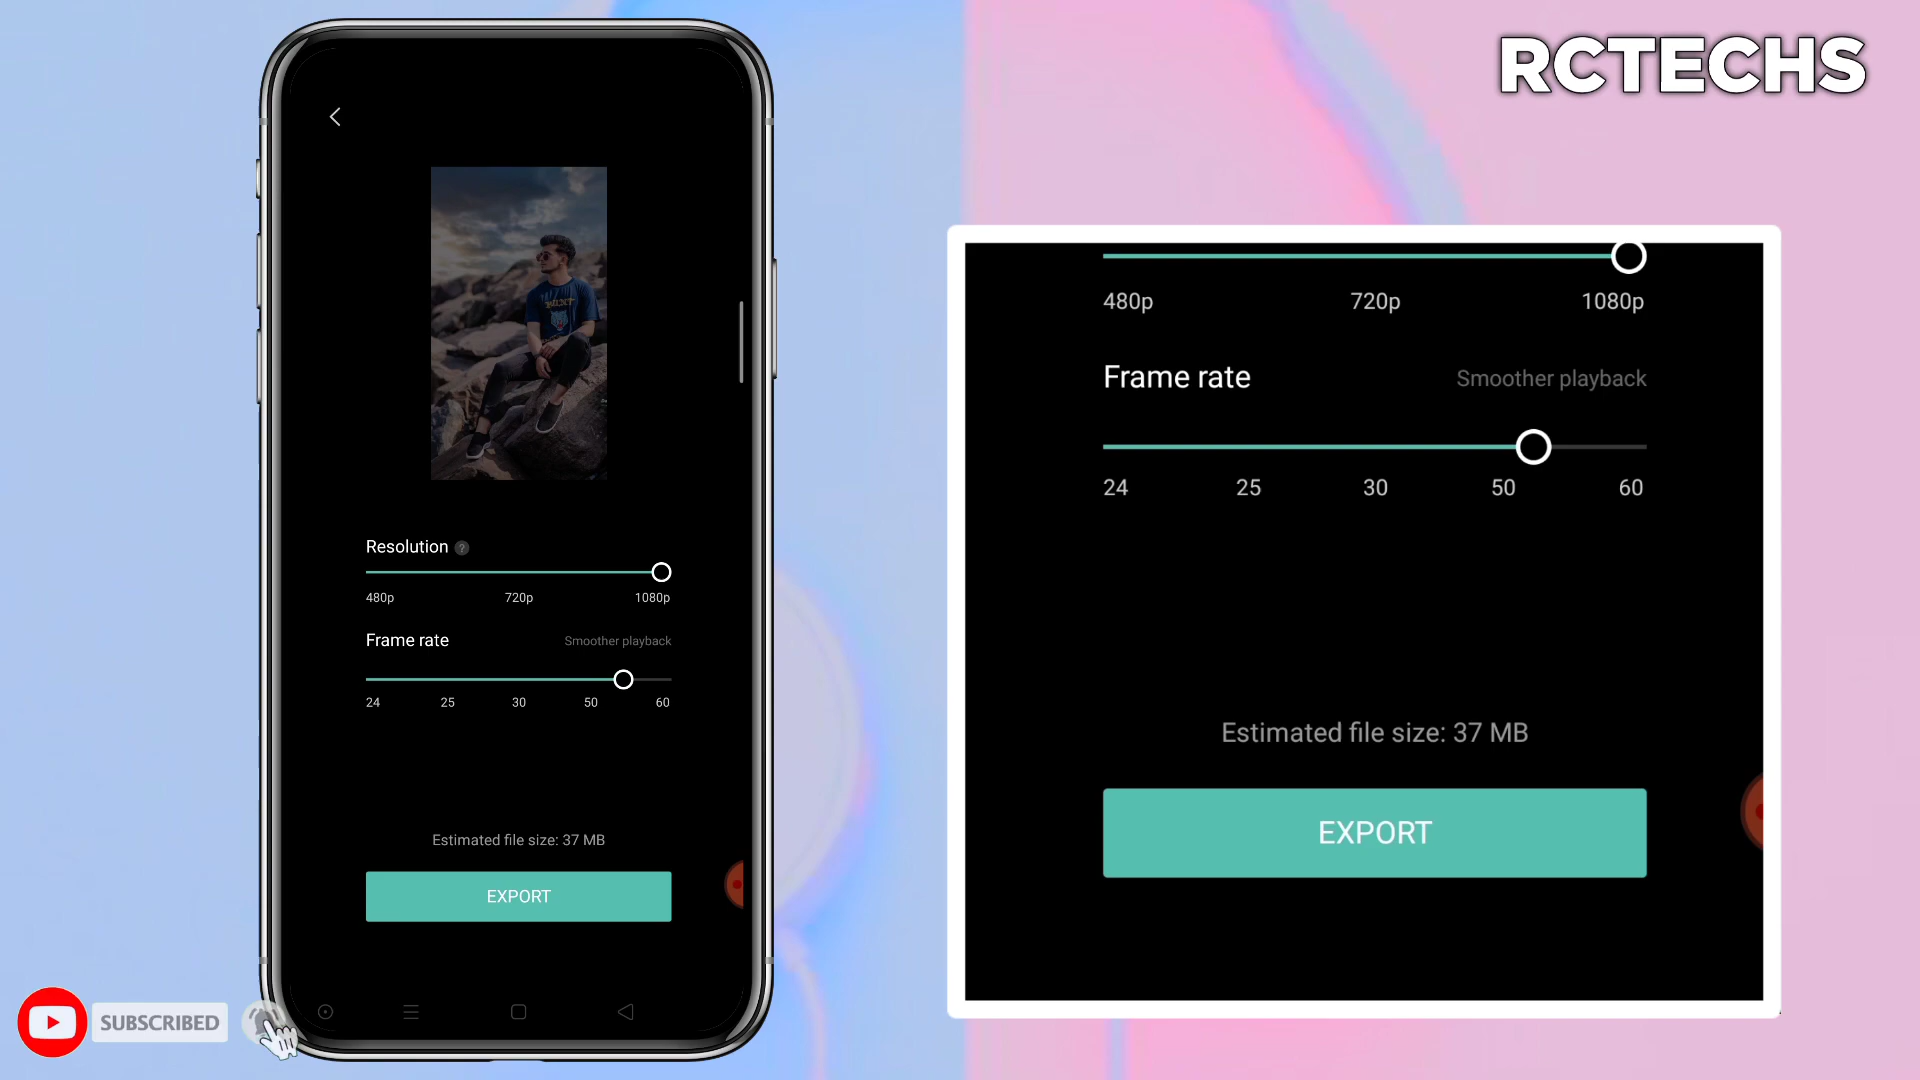 RCTECHS
Resolution ?
480p 720p 1080p
Frame rate Smoother playback
24 25 30 50 60
Estimated file size: 37 MB
EXPORT
480p 720p 1080p
Frame rate Smoother playback
24 25 30 50 60
Estimated file size: 37 MB
EXPORT
SUBSCRIBED